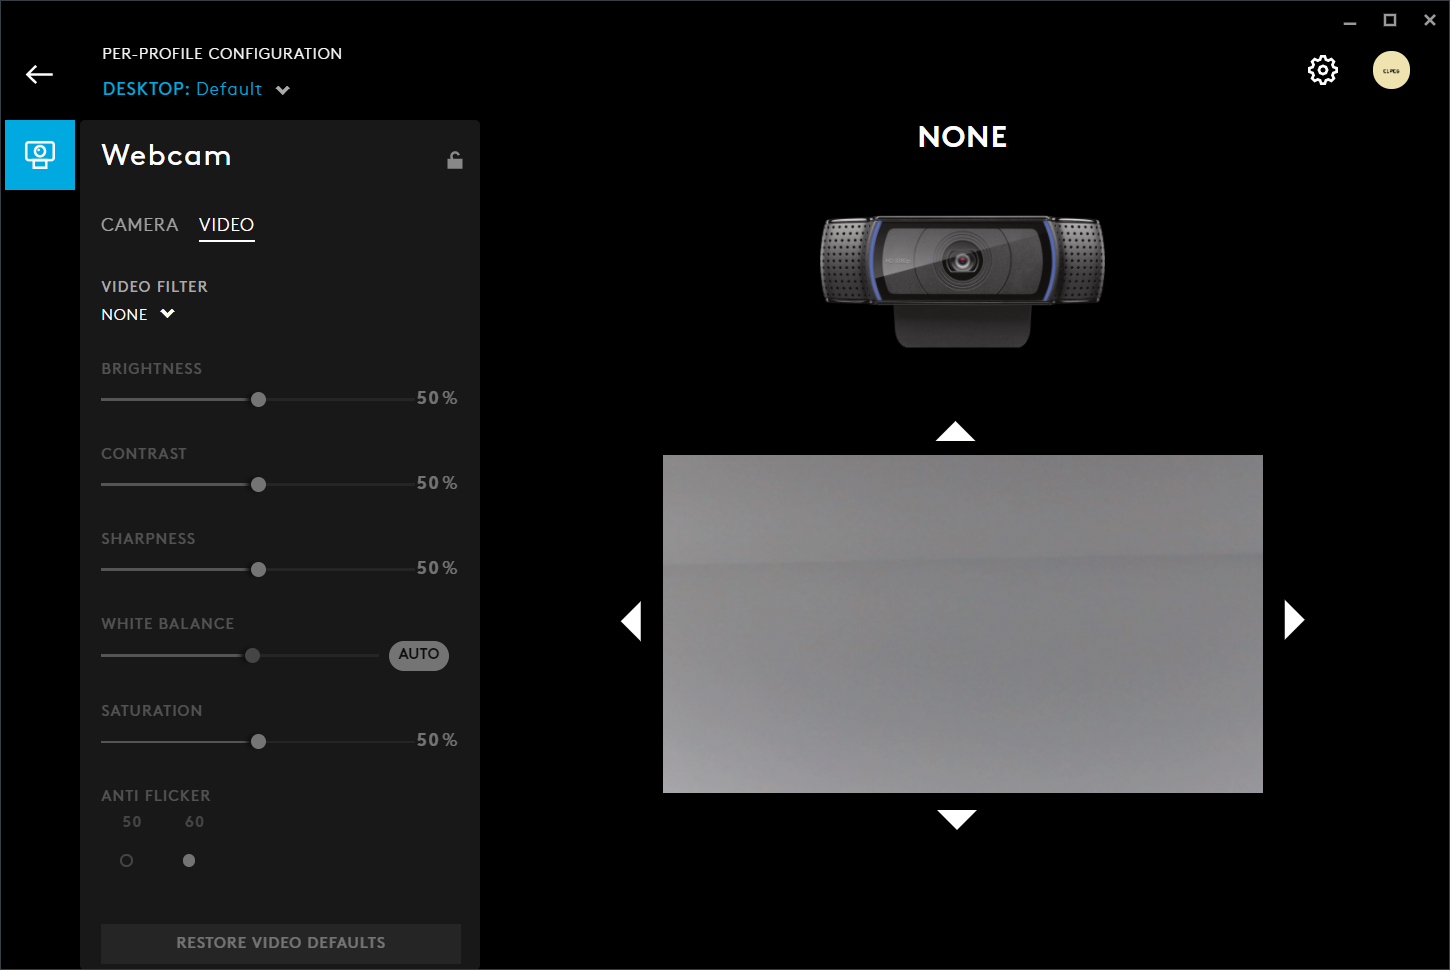 PER-PROFILE CONFIGURATION
DESKTOP: Default
Webcam
CAMERA VIDEO
VIDEO FILTER
NONE
BRIGHTNESS
50%
CONTRAST
50%
SHARPNESS
50%
WHITE BALANCE
AUTO
SATURATION
50%
ANTI FLICKER
50 60
RESTORE VIDEO DEFAULTS
NONE